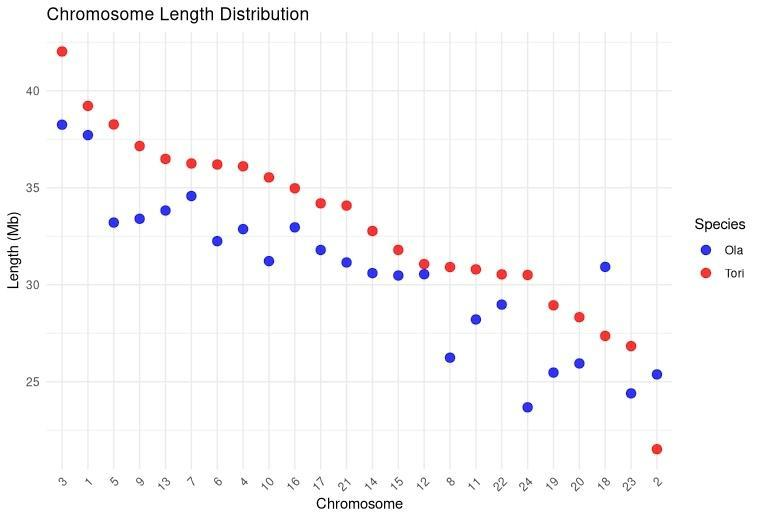 Chromosome Length Distribution
40
35
30
25
Length (Mb)
3 1 5 9 13 7 6 4 10 16 17 21 14 15 12 8 11 22 24 19 20 18 23 2
Chromosome
Species
Ola
Tori